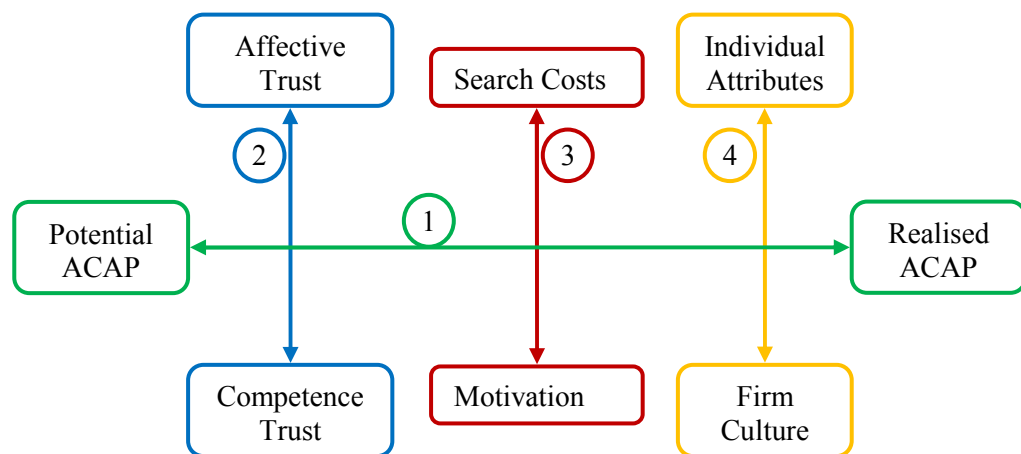 Affective
Trust
Search Costs
Individual
Attributes
2
3
4
Potential
ACAP
1
Realised
ACAP
Competence
Trust
Motivation
Firm
Culture